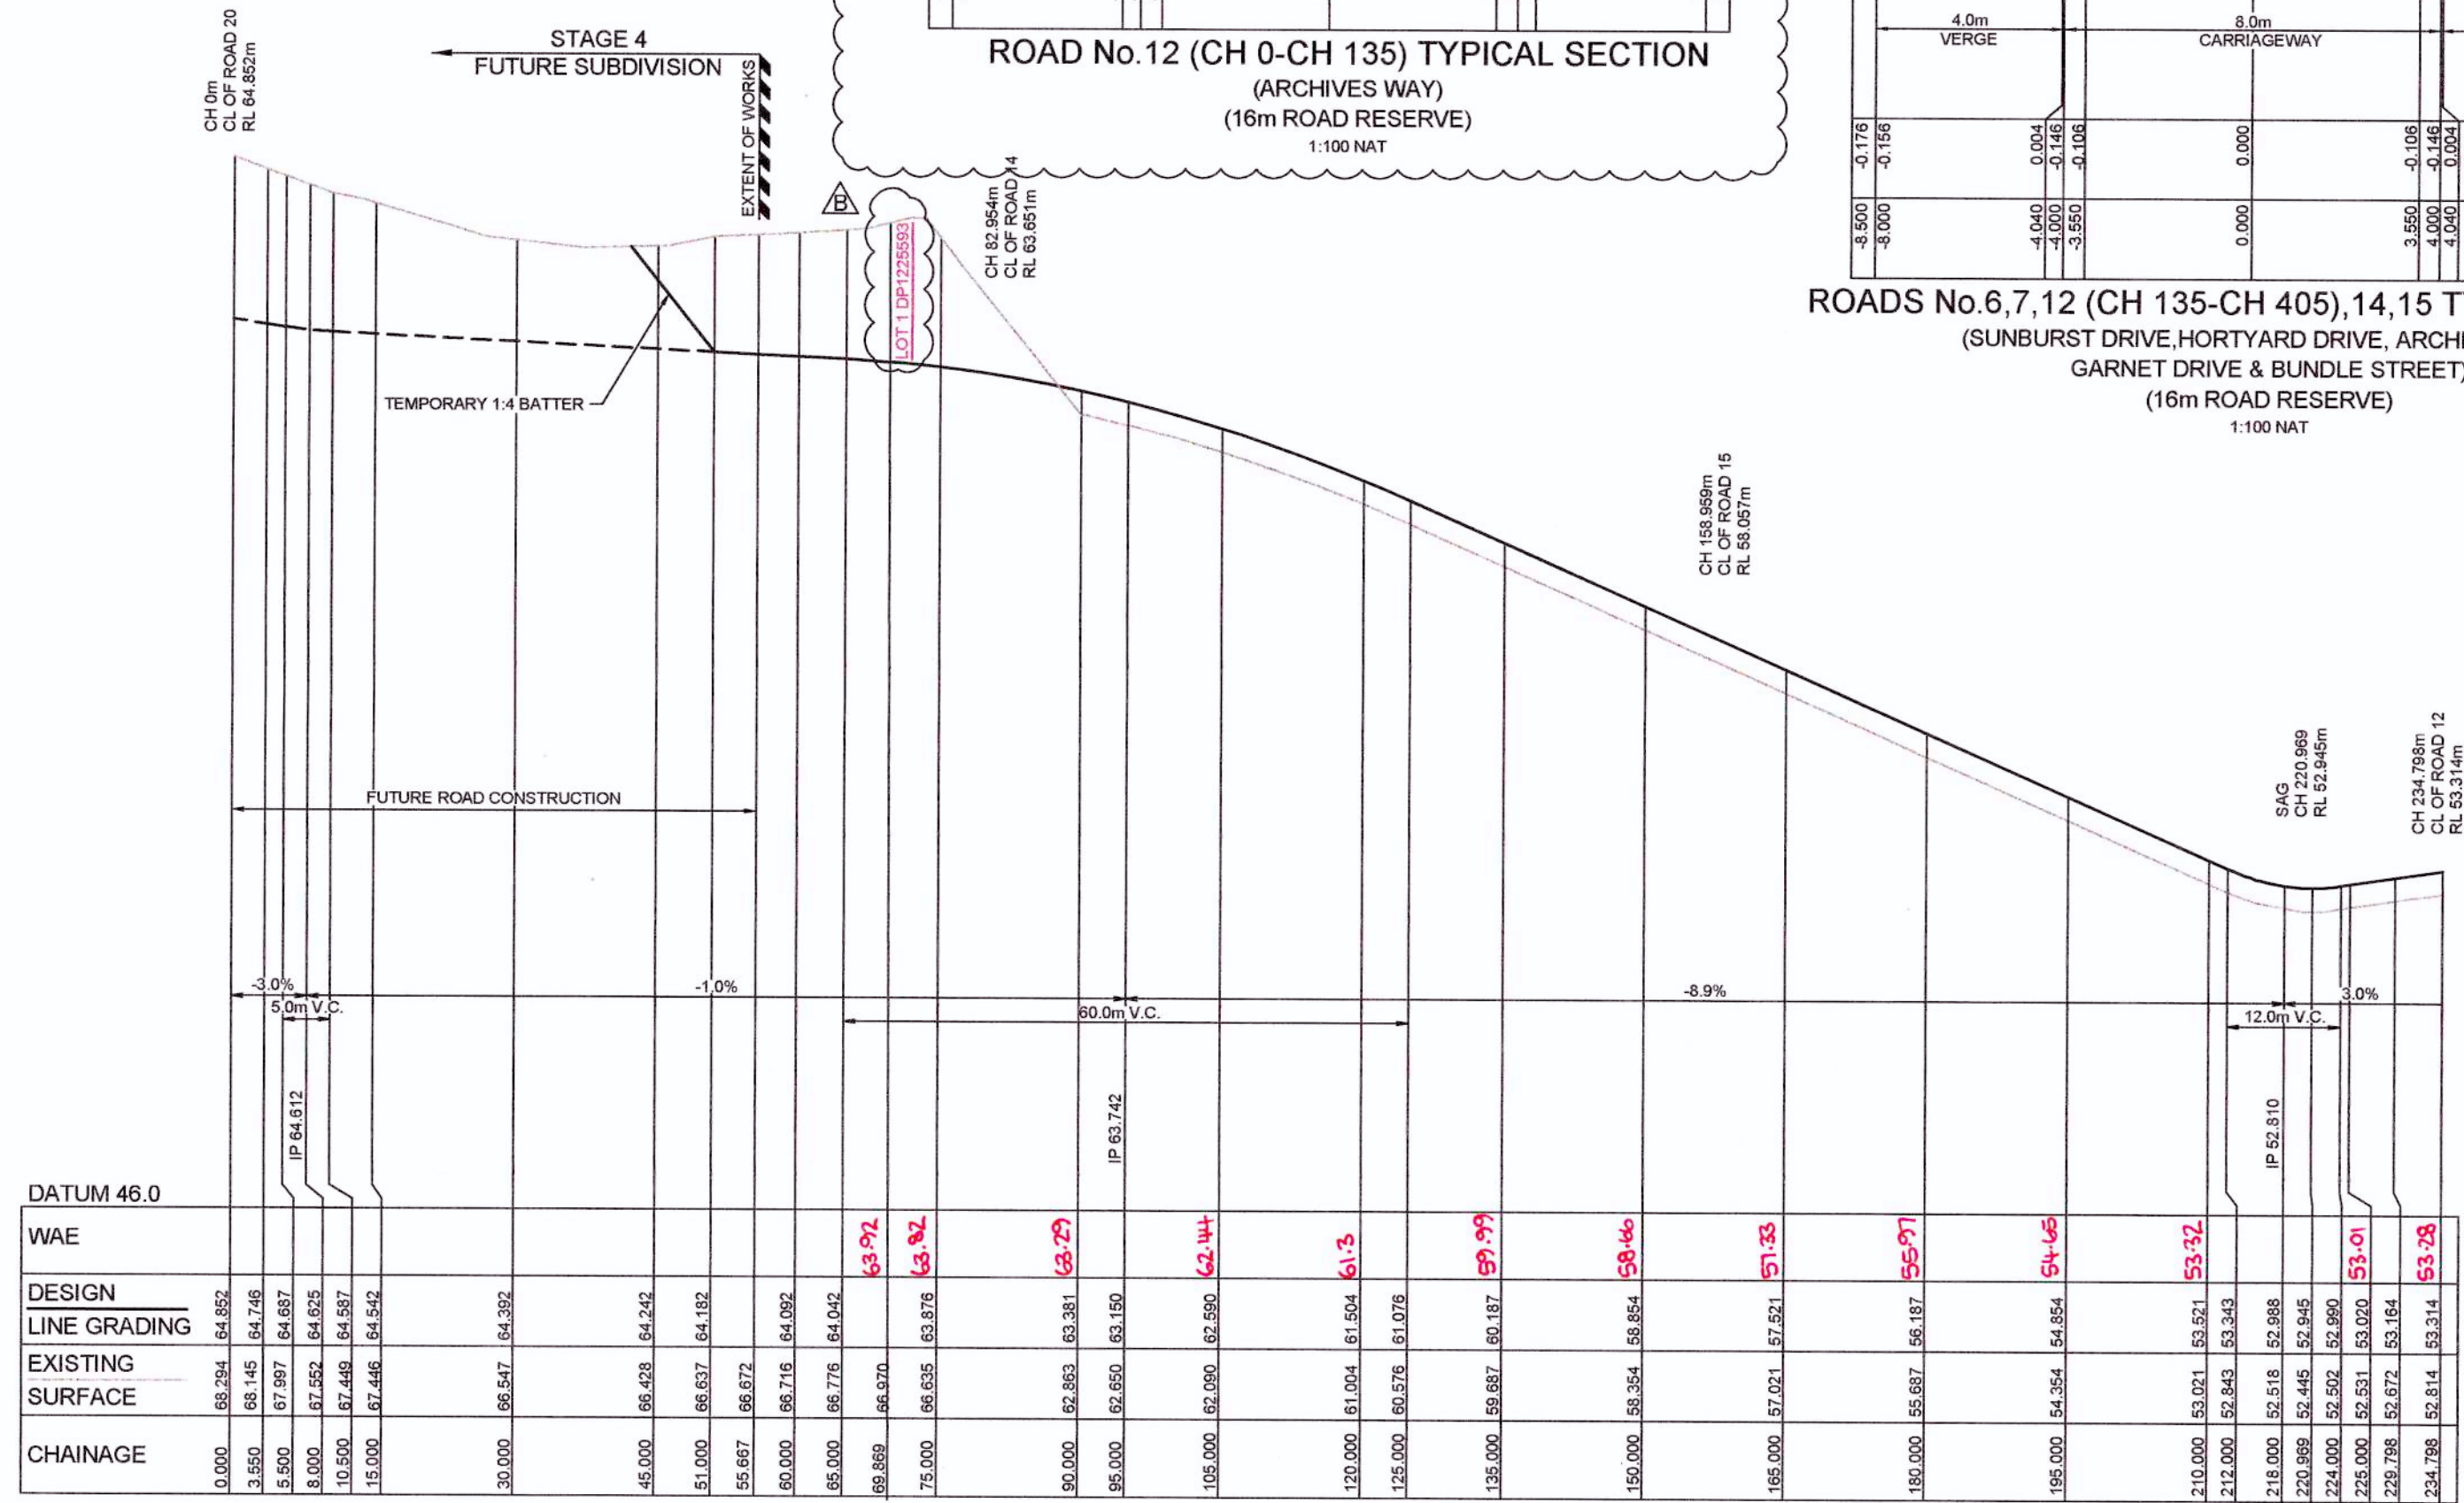 CH 0m
CL OF ROAD 20
RL 64.852m
STAGE 4
FUTURE SUBDIVISION
EXTENT OF WORKS
ROAD No.12 (CH 0-CH 135) TYPICAL SECTION
(ARCHIVES WAY)
(16m ROAD RESERVE)
1:100 NAT
B
LOT 1 DP1225593
CH 82.954m
CL OF ROAD 14
RL 63.651m
4.0m
VERGE
8.0m
CARRIAGEWAY
-0.176 -0.156 0.004 -0.146 -0.106 0.000 -0.106 -0.146 0.004
-8.500 -8.000 -4.040 -4.000 -3.550 0.000 3.550 4.000 4.040
ROADS No.6,7,12 (CH 135-CH 405),14,15 T
(SUNBURST DRIVE,HORTYARD DRIVE, ARCHI
GARNET DRIVE & BUNDLE STREET)
(16m ROAD RESERVE)
1:100 NAT
TEMPORARY 1:4 BATTER
CH 158.959m
CL OF ROAD 15
RL 58.057m
SAG
CH 220.969
RL 52.945m
CH 234.798m
CL OF ROAD 12
RL 53.314m
FUTURE ROAD CONSTRUCTION
-3.0% -1.0% -8.9% 3.0%
5.0m V.C. 60.0m V.C. 12.0m V.C.
IP 64.612 IP 63.742 IP 52.810
DATUM 46.0
WAE 63.92 63.82 63.29 62.44 61.3 59.99 58.66 57.33 55.97 54.65 53.32 53.01 53.28
DESIGN
LINE GRADING 64.852 64.746 64.687 64.625 64.587 64.542 64.392 64.242 64.182 64.092 64.042 63.876 63.381 63.150 62.590 61.504 61.076 60.187 58.854 57.521 56.187 54.854 53.521 53.343 52.988 52.945 52.990 53.020 53.164 53.314
EXISTING
SURFACE 68.294 68.145 67.997 67.552 67.449 67.446 66.547 66.428 66.637 66.672 66.716 66.776 66.970 66.635 62.863 62.650 62.090 61.004 60.576 59.687 58.354 57.021 55.687 54.354 53.021 52.843 52.518 52.445 52.502 52.531 52.672 52.814
CHAINAGE 0.000 3.550 5.500 8.000 10.500 15.000 30.000 45.000 51.000 55.667 60.000 65.000 69.869 75.000 90.000 95.000 105.000 120.000 125.000 135.000 150.000 165.000 180.000 195.000 210.000 212.000 218.000 220.969 224.000 225.000 229.798 234.798